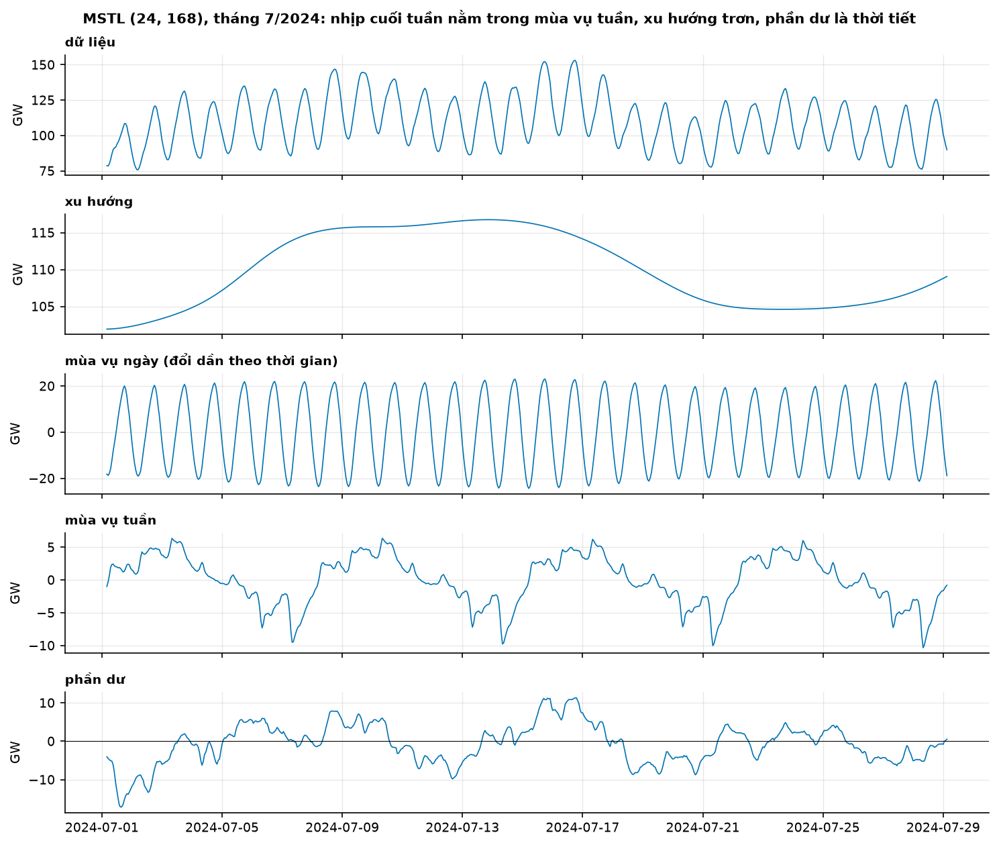 MSTL (24, 168), tháng 7/2024: nhịp cuối tuần nằm trong mùa vụ tuần, xu hướng trơn, phần dư là thời tiết
dữ liệu
150
125
100
75
GW
xu hướng
115
110
105
GW
mùa vụ ngày (đổi dần theo thời gian)
20
0
−20
GW
mùa vụ tuần
5
0
−5
−10
GW
phần dư
10
0
−10
GW
2024-07-01 2024-07-05 2024-07-09 2024-07-13 2024-07-17 2024-07-21 2024-07-25 2024-07-29